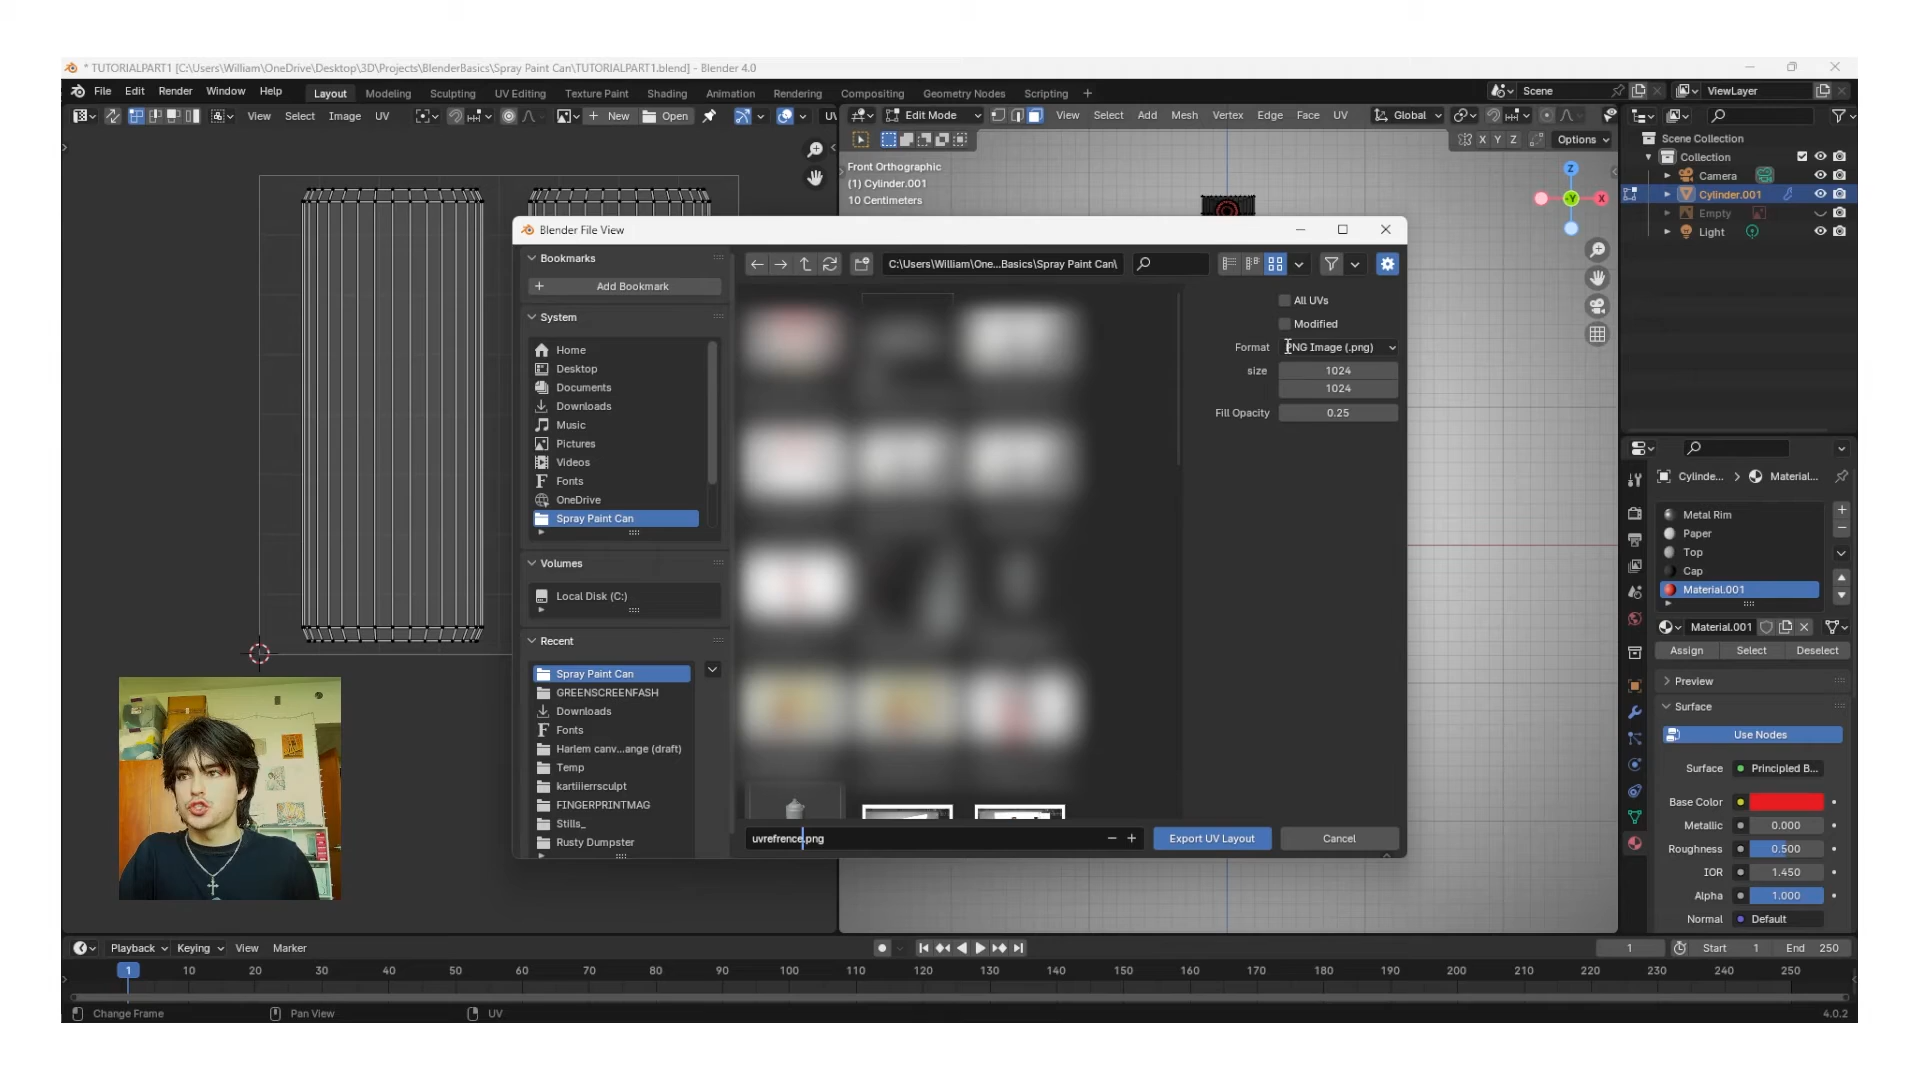 * TUTORIALPART1 [C:\Users\William\OneDrive\Desktop\3D\Projects\BlenderBasics\Spray Paint Can\TUTORIALPART1.blend] - Blender 4.0
File Edit Render Window Help Layout Modeling Sculpting UV Editing Texture Paint Shading Animation Rendering Compositing Geometry Nodes Scripting + Scene ViewLayer
View Select Image UV New Open UV Edit Mode View Select Add Mesh Vertex Edge Face UV Global
X Y Z Options
Front Orthographic
(1) Cylinder.001
10 Centimeters
Z
Y
X
Scene Collection
Collection
Camera
Cylinder.001
Empty
Light
Blender File View
Bookmarks
Add Bookmark
System
Home
Desktop
Documents
Downloads
Music
Pictures
Videos
Fonts
OneDrive
Spray Paint Can
Volumes
Local Disk (C:)
Recent
Spray Paint Can
GREENSCREENFASH
Downloads
Fonts
Harlem canv...ange (draft)
Temp
kartiierrsculpt
FINGERPRINTMAG
Stills_
Rusty Dumpster
C:\Users\William\One...Basics\Spray Paint Can\
All UVs
Modified
Format PNG Image (.png)
size 1024
1024
Fill Opacity 0.25
uvrefrence.png
Export UV Layout
Cancel
Cylinde... > Material...
Metal Rim
Paper
Top
Cap
Material.001
Material.001
Assign Select Deselect
Preview
Surface
Use Nodes
Surface Principled B...
Base Color
Metallic 0.000
Roughness 0.500
IOR 1.450
Alpha 1.000
Normal Default
Playback Keying View Marker 1 Start 1 End 250
1 10 20 30 40 50 60 70 80 90 100 110 120 130 140 150 160 170 180 190 200 210 220 230 240 250
Change Frame Pan View UV 4.0.2